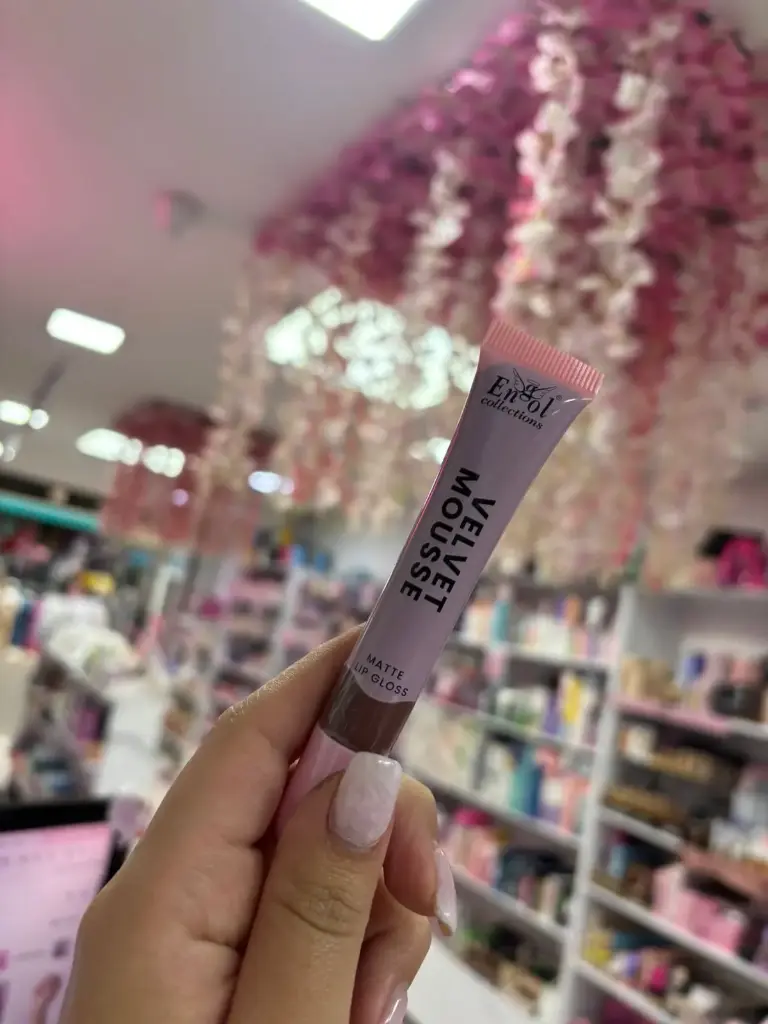 Engol
collections
VELVET
MOUSSE
MATTE
LIP GLOSS